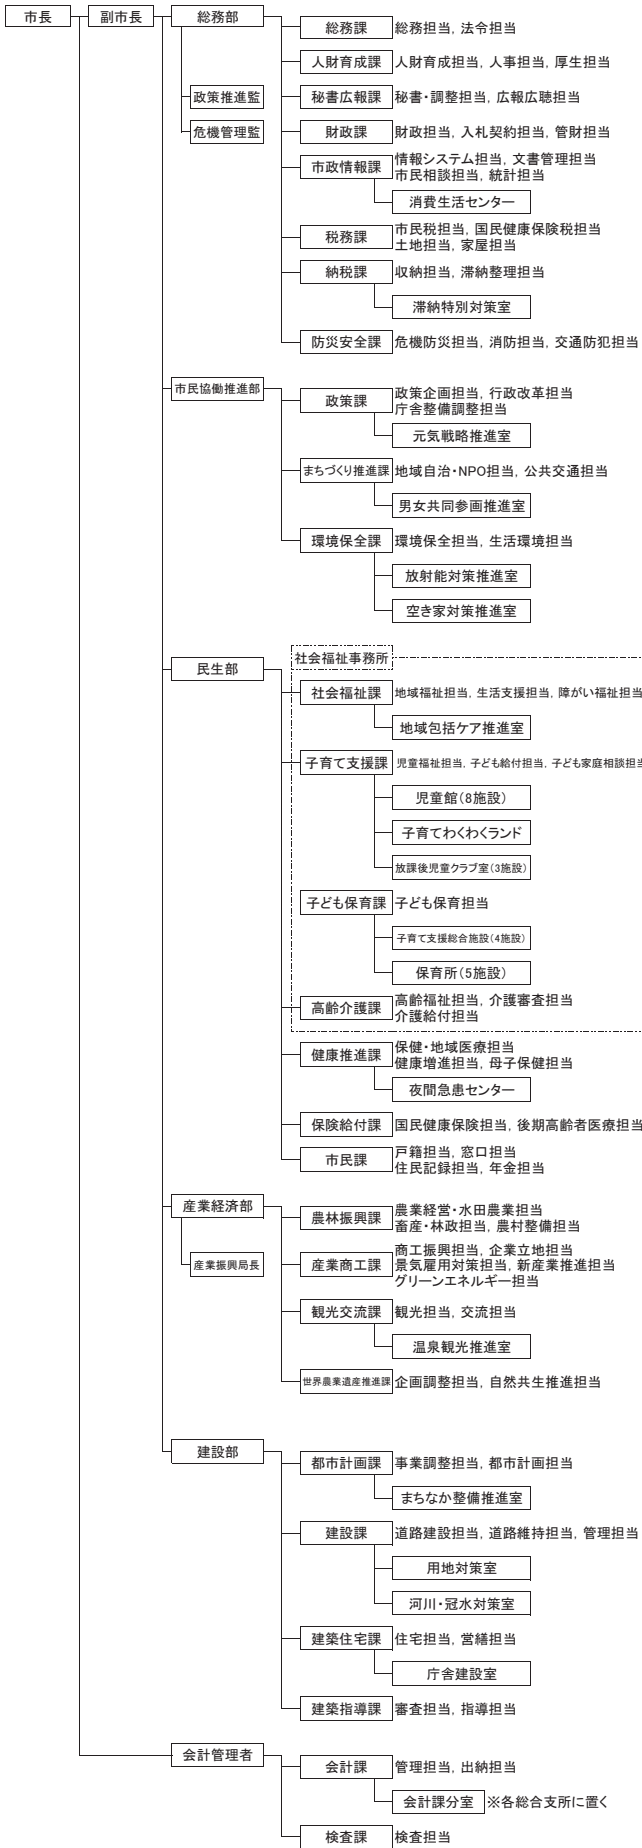 市長
副市長
総務部
総務課
総務担当, 法令担当
人財育成課
人財育成担当, 人事担当, 厚生担当
政策推進監
秘書広報課
秘書・調整担当, 広報広聴担当
危機管理監
財政課
財政担当, 入札契約担当, 管財担当
市政情報課
情報システム担当, 文書管理担当
市民相談担当, 統計担当
消費生活センター
税務課
市民税担当, 国民健康保険税担当
土地担当, 家屋担当
納税課
収納担当, 滞納整理担当
滞納特別対策室
防災安全課
危機防災担当, 消防担当, 交通防犯担当
市民協働推進部
政策課
政策企画担当, 行政改革担当
庁舎整備調整担当
元気戦略推進室
まちづくり推進課
地域自治・NPO担当, 公共交通担当
男女共同参画推進室
環境保全課
環境保全担当, 生活環境担当
放射能対策推進室
空き家対策推進室
民生部
社会福祉事務所
社会福祉課
地域福祉担当, 生活支援担当, 障がい福祉担当
地域包括ケア推進室
子育て支援課
児童福祉担当, 子ども給付担当, 子ども家庭相談担当
児童館(8施設)
子育てわくわくランド
放課後児童クラブ室(3施設)
子ども保育課
子ども保育担当
子育て支援総合施設(4施設)
保育所(5施設)
高齢介護課
高齢福祉担当, 介護審査担当
介護給付担当
健康推進課
保健・地域医療担当
健康増進担当, 母子保健担当
夜間急患センター
保険給付課
国民健康保険担当, 後期高齢者医療担当
市民課
戸籍担当, 窓口担当
住民記録担当, 年金担当
産業経済部
農林振興課
農業経営・水田農業担当
畜産・林政担当, 農村整備担当
産業振興局長
産業商工課
商工振興担当, 企業立地担当
景気雇用対策担当, 新産業推進担当
グリーンエネルギー担当
観光交流課
観光担当, 交流担当
温泉観光推進室
世界農業遺産推進課
企画調整担当, 自然共生推進担当
建設部
都市計画課
事業調整担当, 都市計画担当
まちなか整備推進室
建設課
道路建設担当, 道路維持担当, 管理担当
用地対策室
河川・冠水対策室
建築住宅課
住宅担当, 営繕担当
庁舎建設室
建築指導課
審査担当, 指導担当
会計管理者
会計課
管理担当, 出納担当
会計課分室
※各総合支所に置く
検査課
検査担当